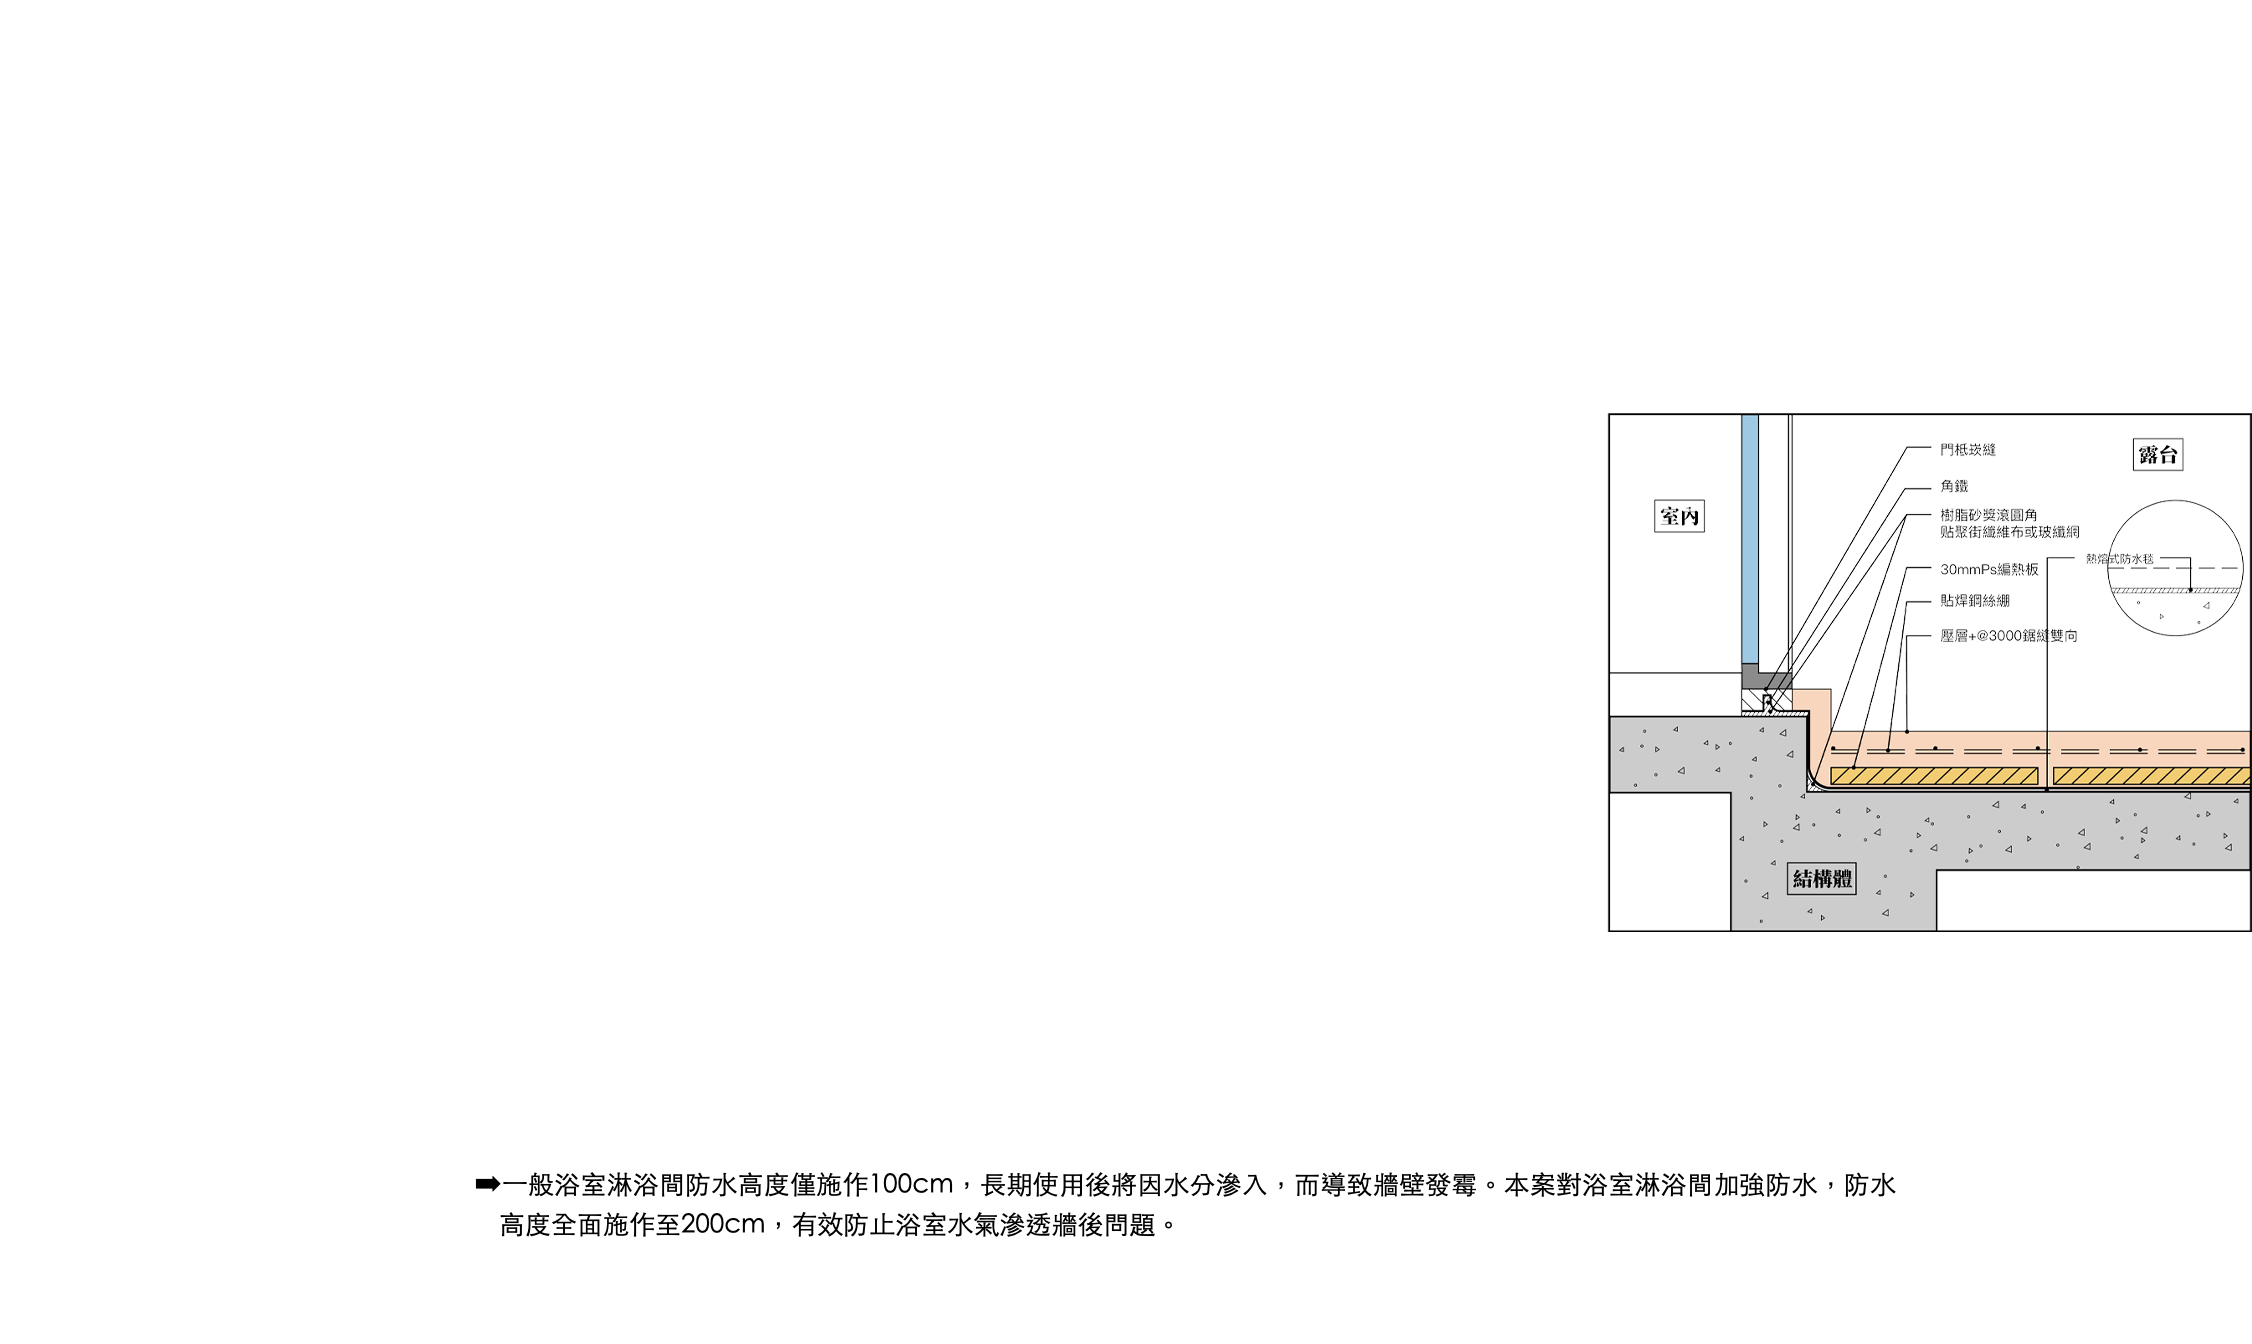 門柢崁縫
露台
角鐵
室內
樹脂砂獎滾圓角
贴聚街纖維布或玻纖網
熱熔式防水毯
30mmPs編熱板
貼焊鋼絲綳
壓層+@3000鋸縫雙向
結構體
➡一般浴室淋浴間防水高度僅施作100cm，長期使用後將因水分滲入，而導致牆壁發霉。本案對浴室淋浴間加強防水，防水
高度全面施作至200cm，有效防止浴室水氣滲透牆後問題。